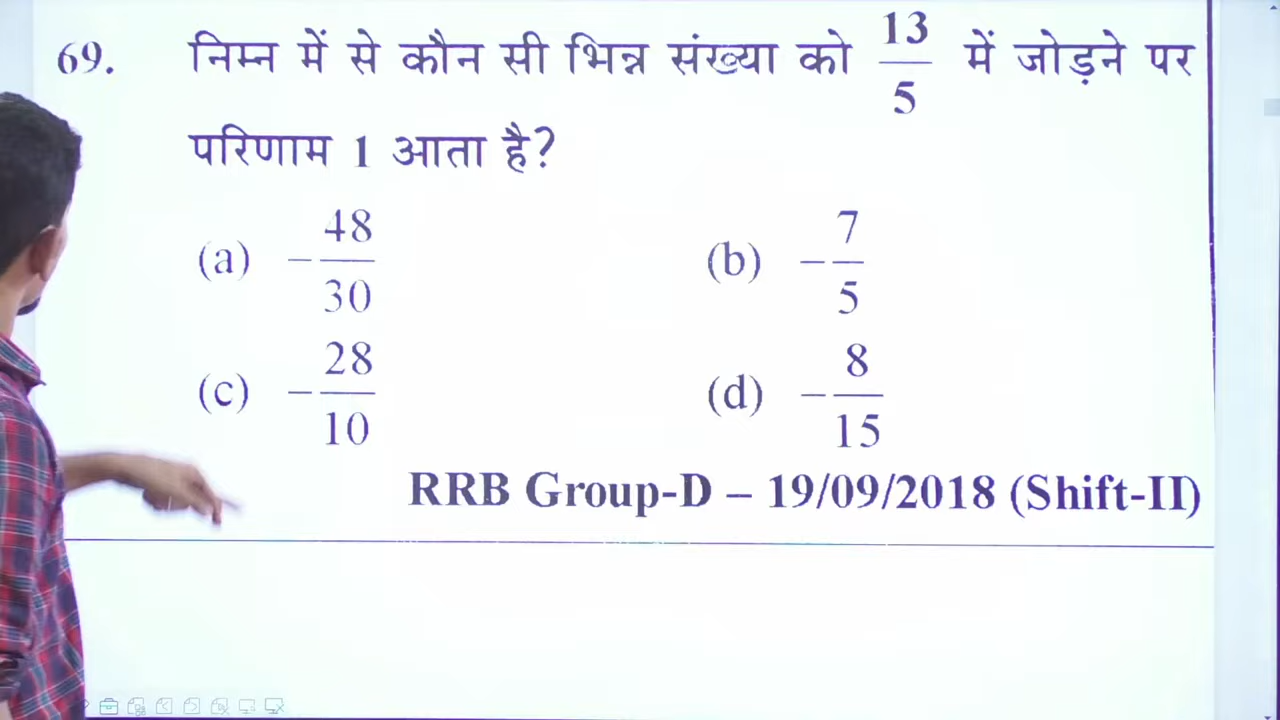 69. निम्न में से कौन सी भिन्न संख्या को 13/5 में जोड़ने पर
परिणाम 1 आता है?
(a) -48/30 (b) -7/5
(c) -28/10 (d) -8/15
RRB Group-D – 19/09/2018 (Shift-II)